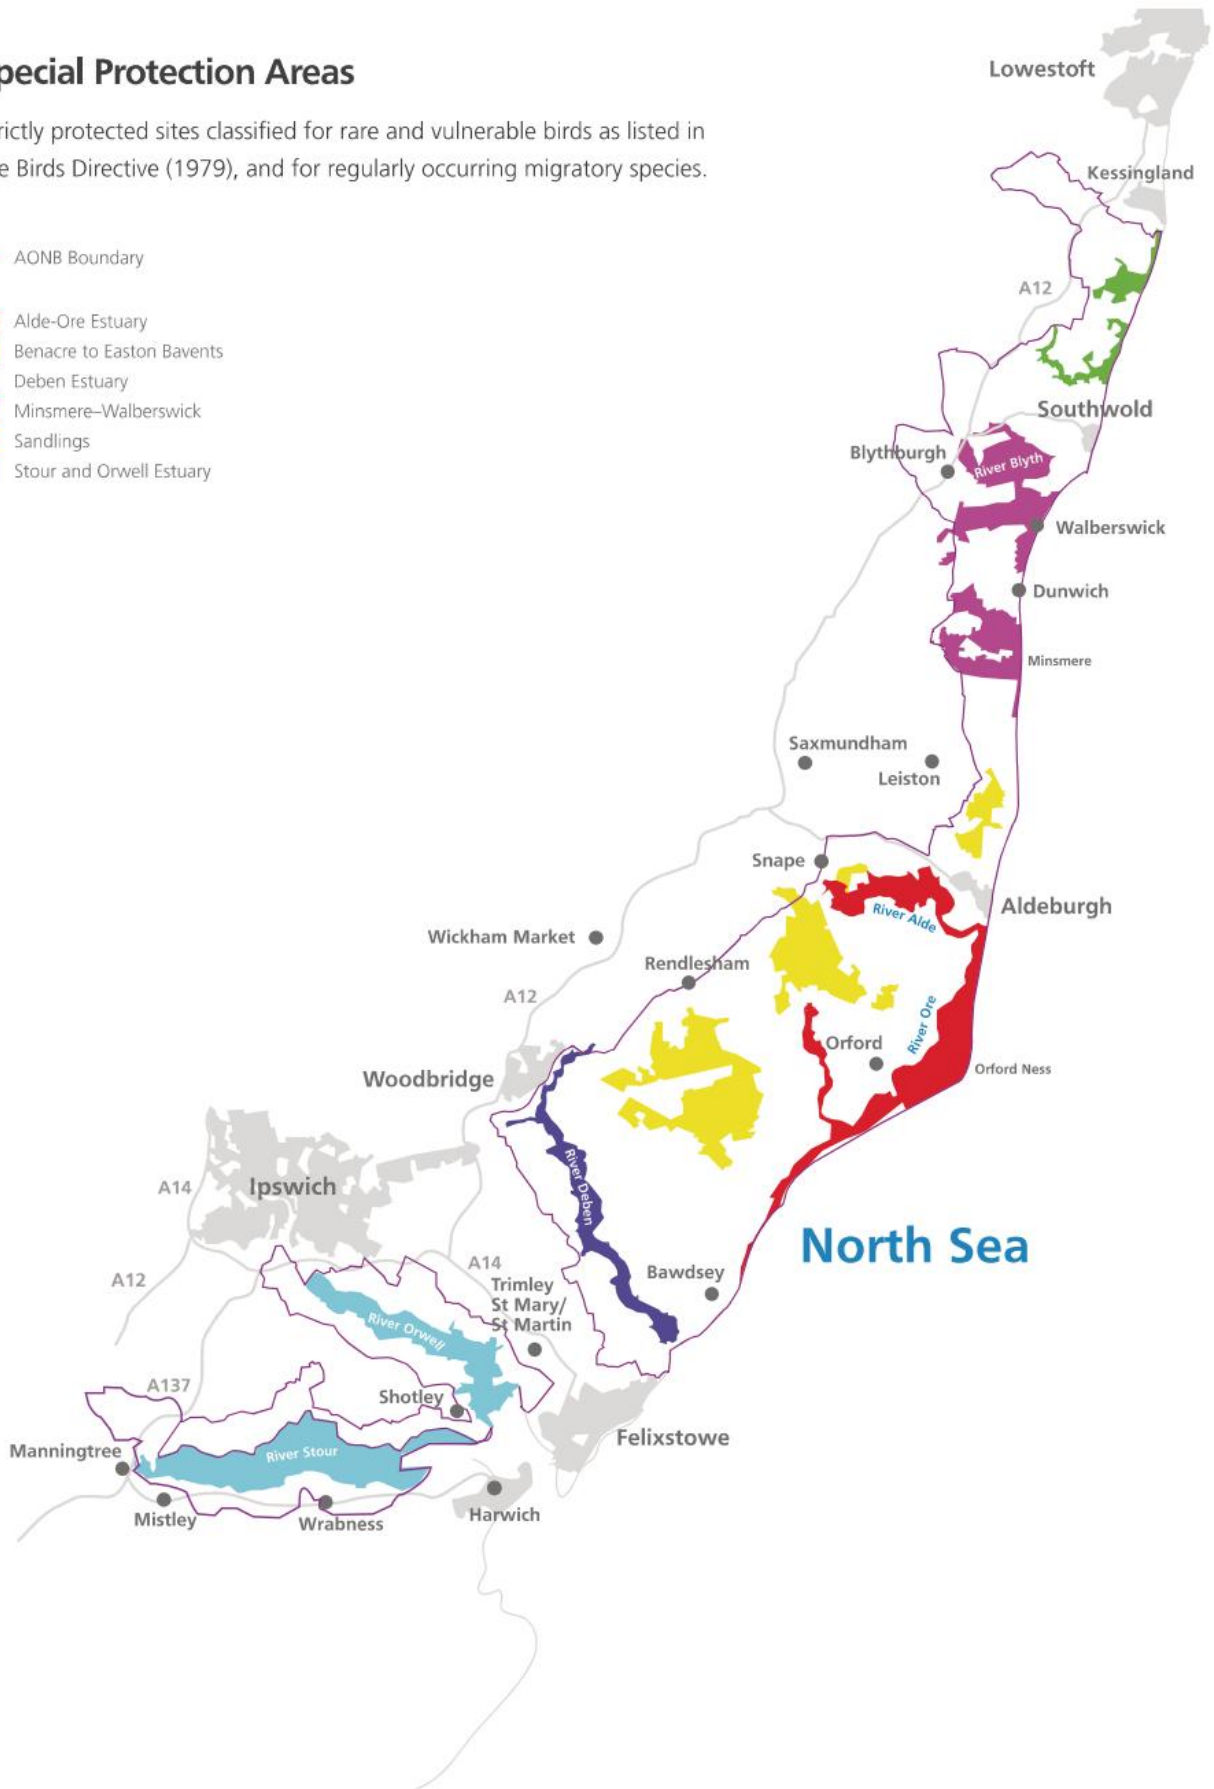 pecial Protection Areas
rictly protected sites classified for rare and vulnerable birds as listed in
e Birds Directive (1979), and for regularly occurring migratory species.
AONB Boundary
Alde-Ore Estuary
Benacre to Easton Bavents
Deben Estuary
Minsmere–Walberswick
Sandlings
Stour and Orwell Estuary
Lowestoft
Kessingland
A12
Southwold
Blythburgh
River Blyth
Walberswick
Dunwich
Minsmere
Saxmundham
Leiston
Snape
Aldeburgh
River Alde
Wickham Market
Rendlesham
A12
River Ore
Orford
Orford Ness
Woodbridge
River Deben
Ipswich
A14
North Sea
A12
A14
Bawdsey
Trimley
St Mary/
St Martin
River Orwell
A137
Shotley
Felixstowe
Manningtree
River Stour
Mistley
Wrabness
Harwich